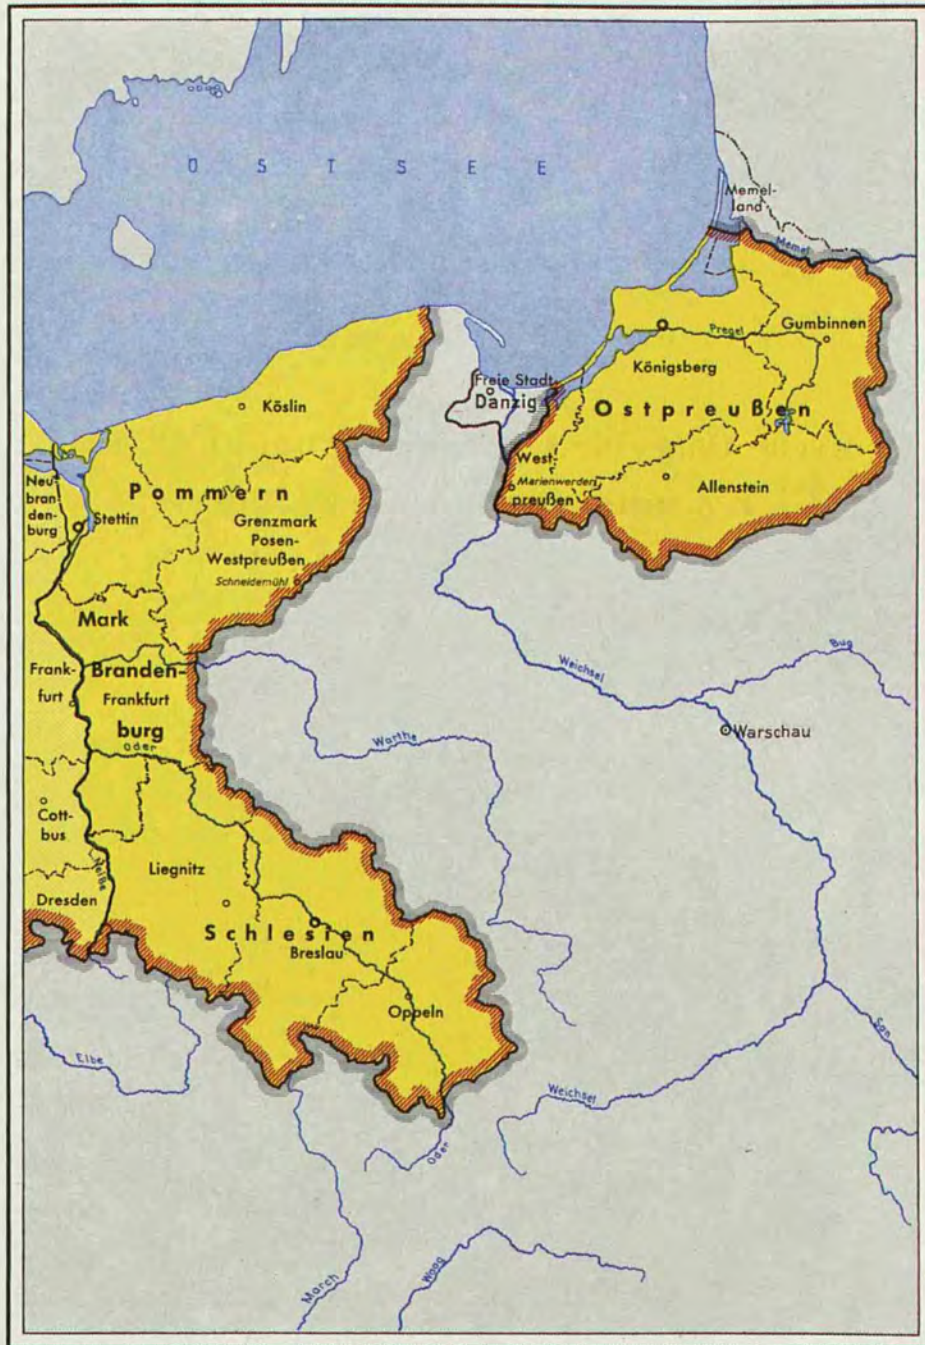 OSTSEE
Memel-
land
Memel
Gumbinnen
Pregel
Königsberg
Freie Stadt
Danzig
Ostpreußen
Köslin
West-
Marienwerder
preußen
Allenstein
Neu
bran
den-
burg
Pommern
Stettin
Grenzmark
Posen-
Westpreußen
Schneidemühl
Mark
Frank-
furt
Branden-
Frankfurt
burg
Oder
Weichsel
Bug
Warthe
Warschau
Cott-
bus
Neiße
Liegnitz
Dresden
Schlesien
Breslau
Oppeln
San
Elbe
Weichsel
Oder
March
Waag